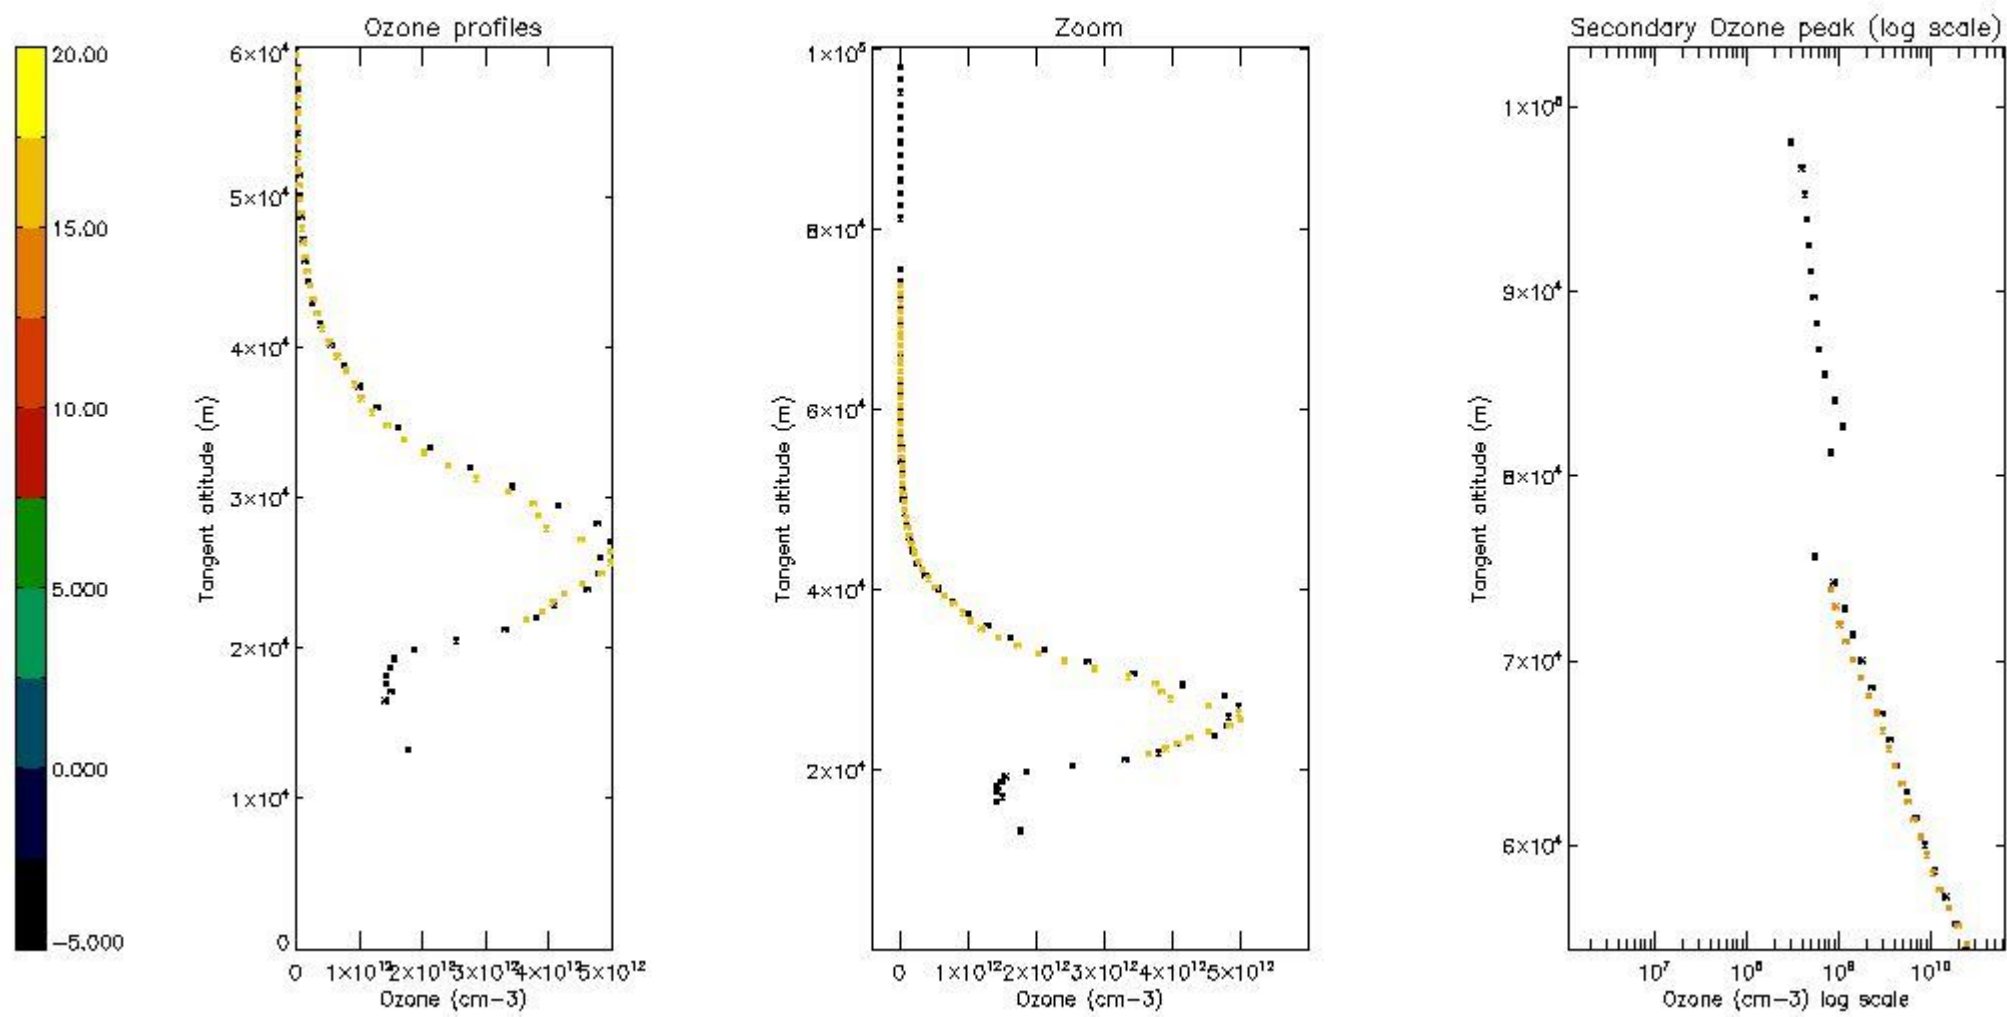 Ozone profiles
Zoom
Secondary Ozone peak (log scale)
20.00
15.00
10.00
5.000
0.000
−5.000
6×10⁴
5×10⁴
4×10⁴
3×10⁴
2×10⁴
1×10⁴
0
Tangent altitude (m)
0 1×10¹² 2×10¹² 3×10¹² 4×10¹² 5×10¹²
Ozone (cm−3)
1×10⁵
8×10⁴
6×10⁴
4×10⁴
2×10⁴
Tangent altitude (m)
0 1×10¹² 2×10¹² 3×10¹² 4×10¹² 5×10¹²
Ozone (cm−3)
1×10⁵
9×10⁴
8×10⁴
7×10⁴
6×10⁴
Tangent altitude (m)
10⁷ 10⁸ 10⁹ 10¹⁰
Ozone (cm−3) log scale